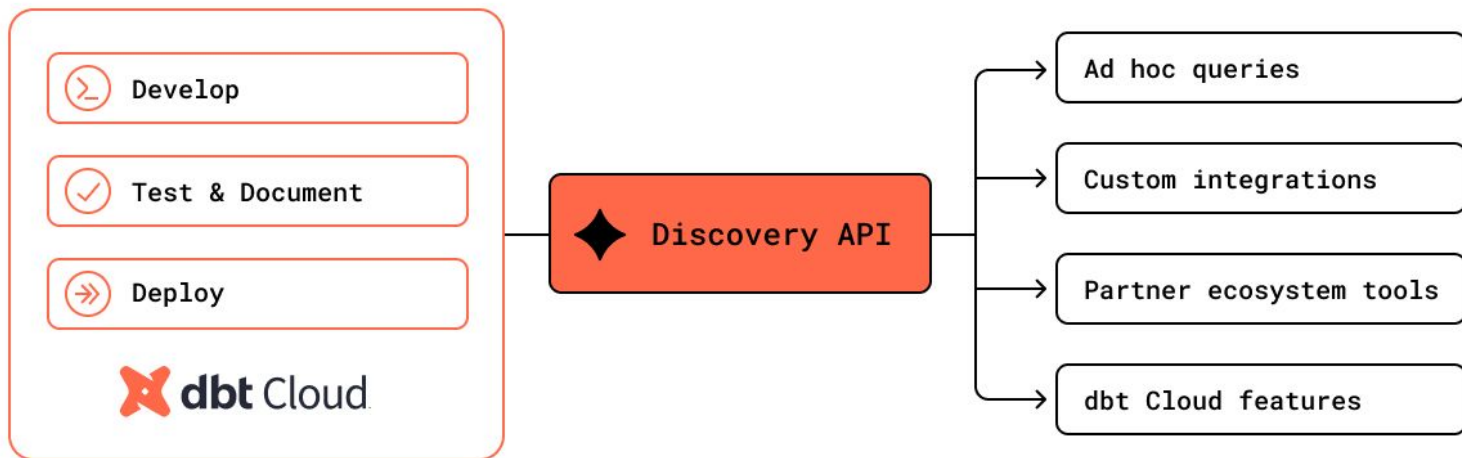 Develop
Test & Document
Deploy
dbt Cloud
Discovery API
Ad hoc queries
Custom integrations
Partner ecosystem tools
dbt Cloud features